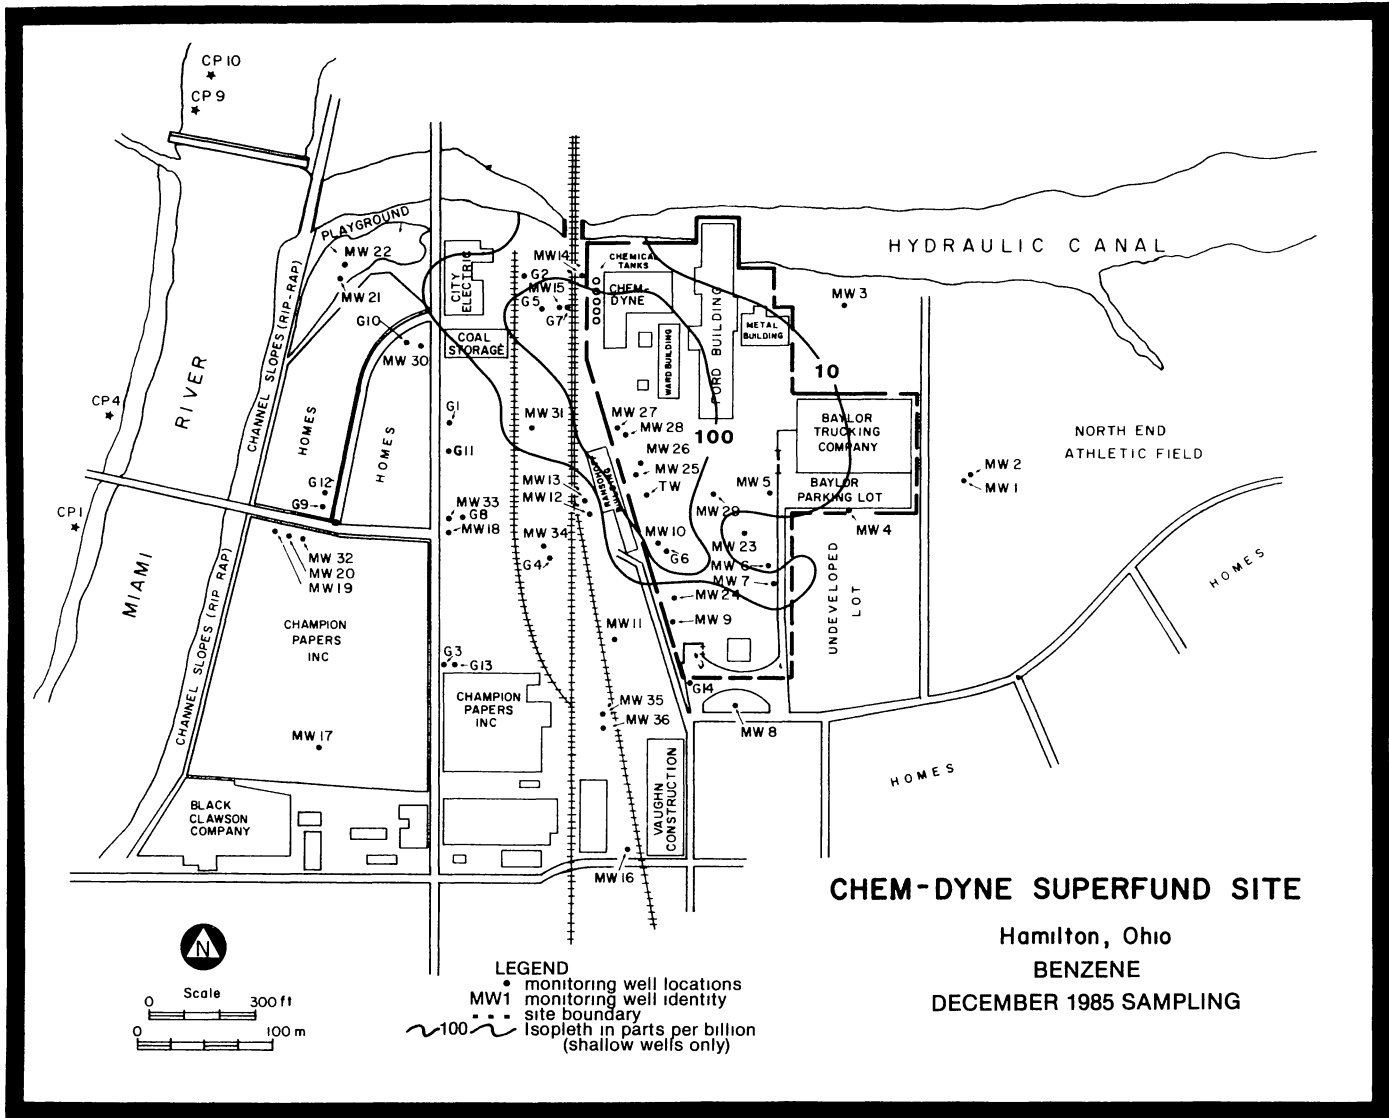 CP 10
CP 9
PLAYGROUND
MW 22
MW 21
G10
MW 30
CITY
ELECTRIC
COAL
STORAGE
MW14
G2
MW15
G5
G7
CHEMICAL
TANKS
CHEM-
DYNE
WARD BUILDING
FORD BUILDING
METAL
BUILDING
HYDRAULIC CANAL
MW 3
10
100
CP4
MIAMI RIVER
CHANNEL SLOPES (RIP-RAP)
HOMES
HOMES
G1
G11
MW 31
MW 27
MW 28
MW 26
MW 25
TW
MW 13
MW 12
RANSOHOFF
BUILDING
BAYLOR
TRUCKING
COMPANY
BAYLOR
PARKING LOT
MW 5
MW 29
MW 4
NORTH END
ATHLETIC FIELD
MW 2
MW 1
CP1
G12
G9
MW33
G8
MW18
MW 34
G4
MW 10
G6
MW 23
MW 6
MW 7
MW 24
MW 9
MW 32
MW 20
MW19
UNDEVELOPED
LOT
HOMES
CHANNEL SLOPES (RIP RAP)
CHAMPION
PAPERS
INC
MW 17
G3
G13
CHAMPION
PAPERS
INC
MW 11
MW 35
MW 36
G14
MW 8
HOMES
VAUGHN
CONSTRUCTION
BLACK
CLAWSON
COMPANY
MW 16
CHEM-DYNE SUPERFUND SITE
Hamilton, Ohio
BENZENE
DECEMBER 1985 SAMPLING
N
Scale
0 300 ft
0 100 m
LEGEND
monitoring well locations
MW1 monitoring well identity
site boundary
100 Isopleth in parts per billion
(shallow wells only)